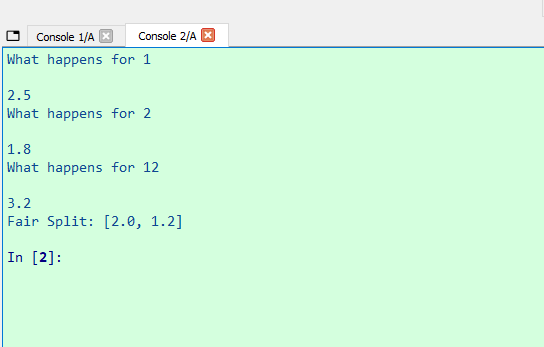 Console 1/A
Console 2/A
What happens for 1
2.5
What happens for 2
1.8
What happens for 12
3.2
Fair Split: [2.0, 1.2]
In [2]: